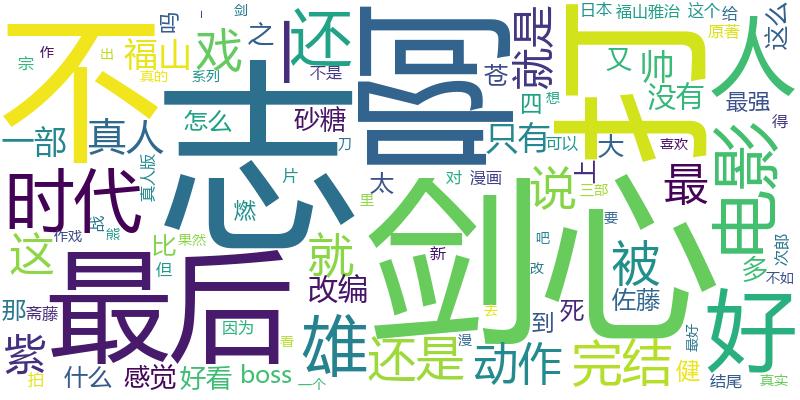 不
志
啊
剑心
了
人
最后
时代
好
还
戏
福山
之
吗
剑
作
宗
出
真的
系列
不是
一
就是
苍
又
帅
没有
日本
福山雅治
这个
给
原著
这么
最强
得
一部
真人
怎么
砂糖
四
想
只有
可以
大
喜欢
电影
真人版
燃
片
刀
太
对
漫画
上
最
三部
说
里
战
这
作戏
熊
比
但
果然
就
新
吧
要
被
多
次郎
不如
那
斋藤
紫
因为
改编
雄
到
死
改
佐藤
去
漫
还是
动作
完结
健
最好
拍
什么
感觉
好看
boss
看
一个
结尾
真实